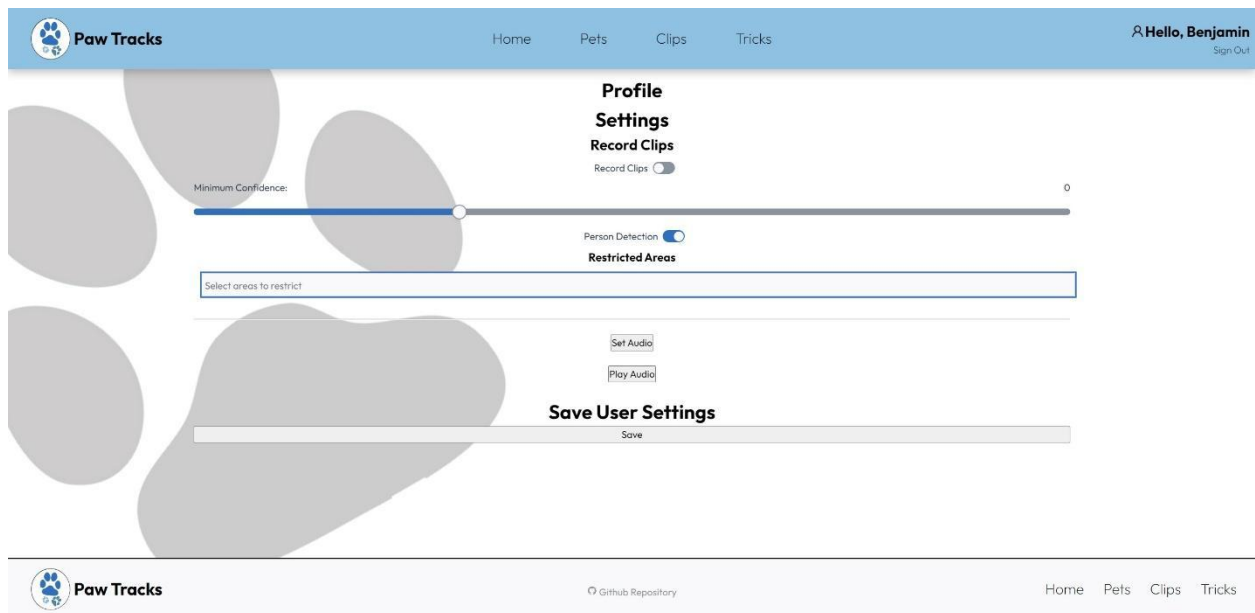 Paw Tracks
Home Pets Clips Tricks
Hello, Benjamin
Sign Out
Profile
Settings
Record Clips
Record Clips
Minimum Confidence: 0
Person Detection
Restricted Areas
Select areas to restrict
Set Audio
Play Audio
Save User Settings
Save
Paw Tracks
Github Repository
Home Pets Clips Tricks